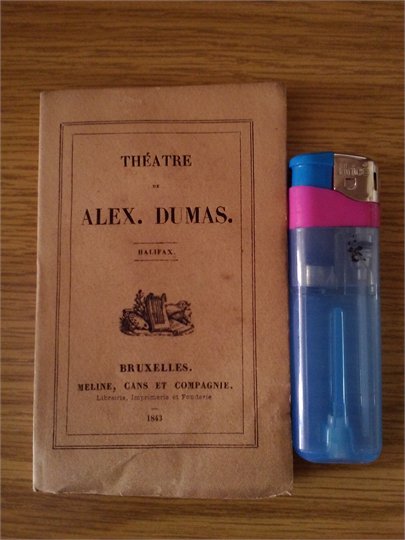 THÉATRE
DE
ALEX. DUMAS.
HALIFAX.
BRUXELLES.
MELINE, CANS ET COMPAGNIE.
Librairie, Imprimerie et Fonderie
1843